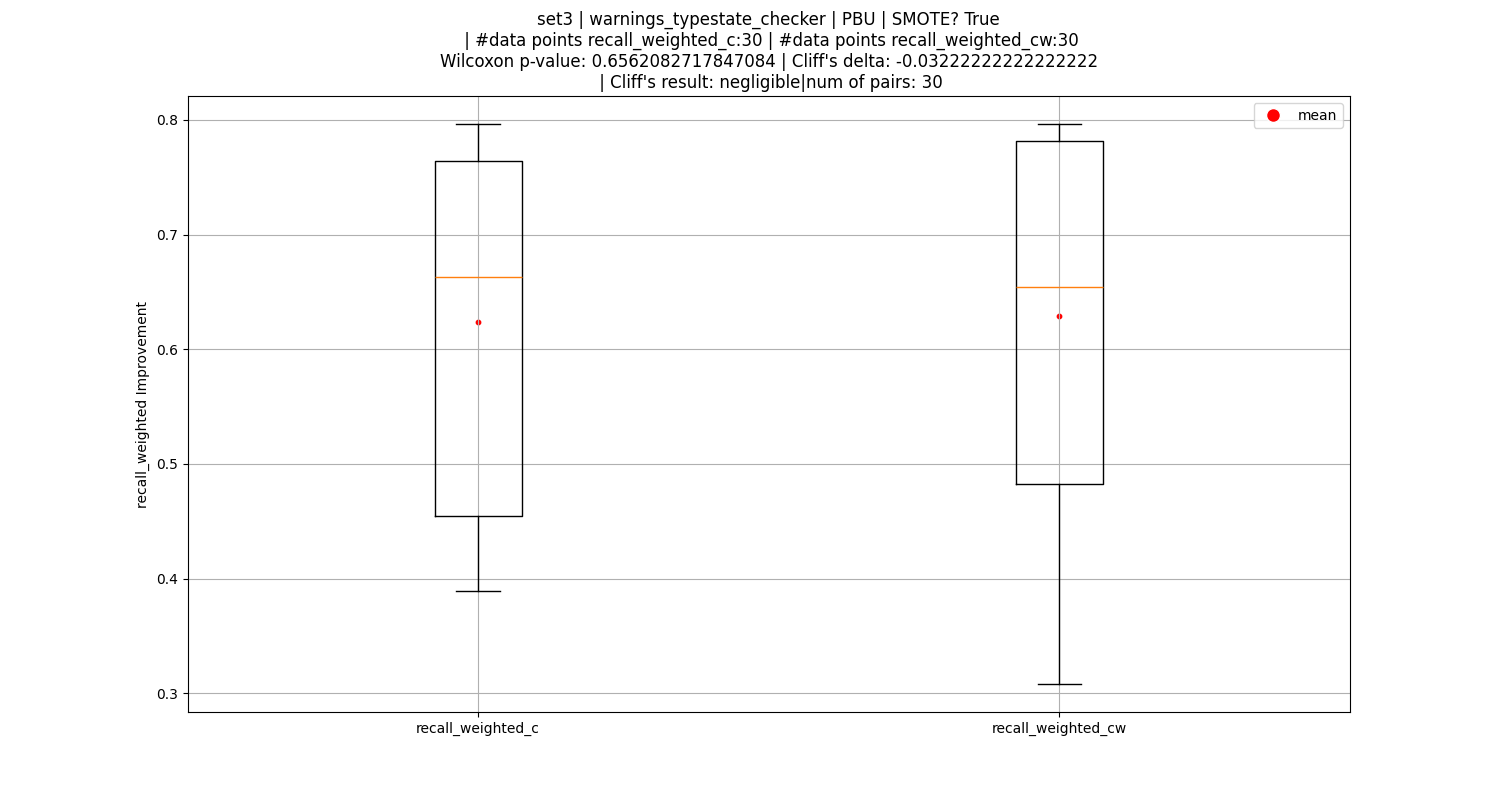 set3 | warnings_typestate_checker | PBU | SMOTE? True
| #data points recall_weighted_c:30 | #data points recall_weighted_cw:30
Wilcoxon p-value: 0.6562082717847084 | Cliff's delta: -0.03222222222222222
| Cliff's result: negligible|num of pairs: 30
mean
recall_weighted Improvement
0.8
0.7
0.6
0.5
0.4
0.3
recall_weighted_c
recall_weighted_cw